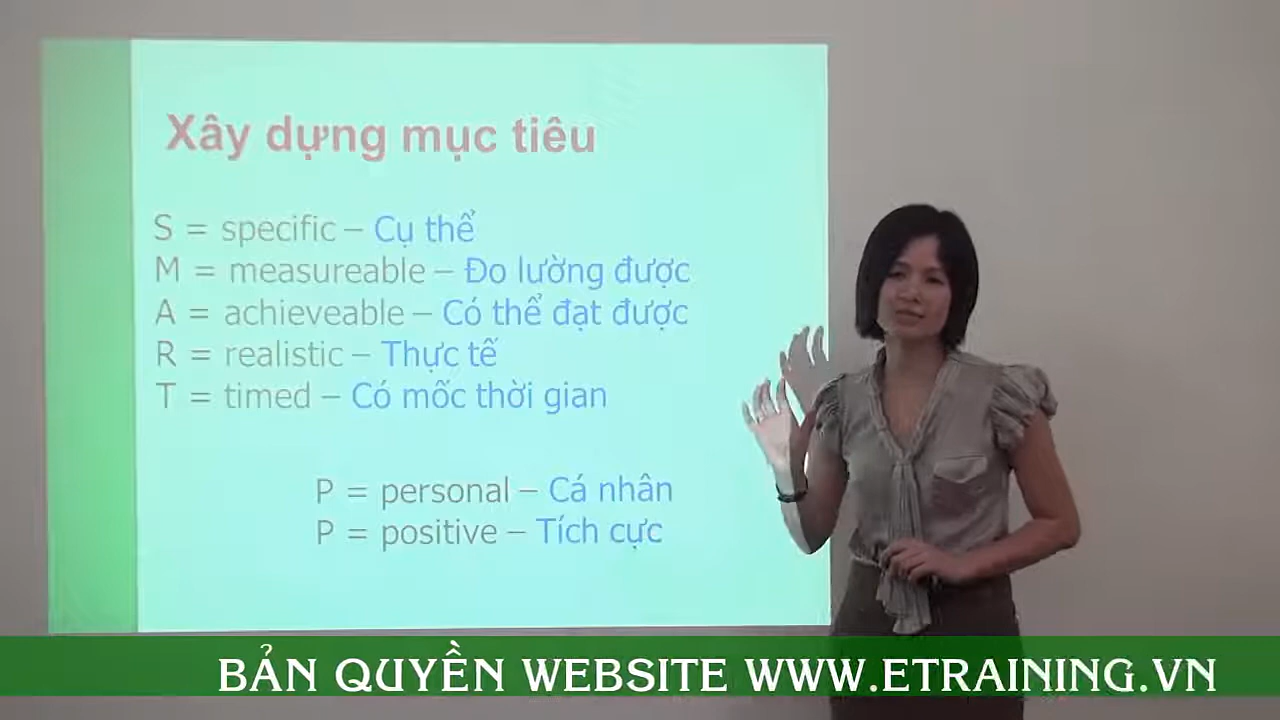 Xây dựng mục tiêu
S = specific – Cụ thể
M = measureable – Đo lường được
A = achieveable – Có thể đạt được
R = realistic – Thực tế
T = timed – Có mốc thời gian
P = personal – Cá nhân
P = positive – Tích cực
BẢN QUYỀN WEBSITE WWW.ETRAINING.VN